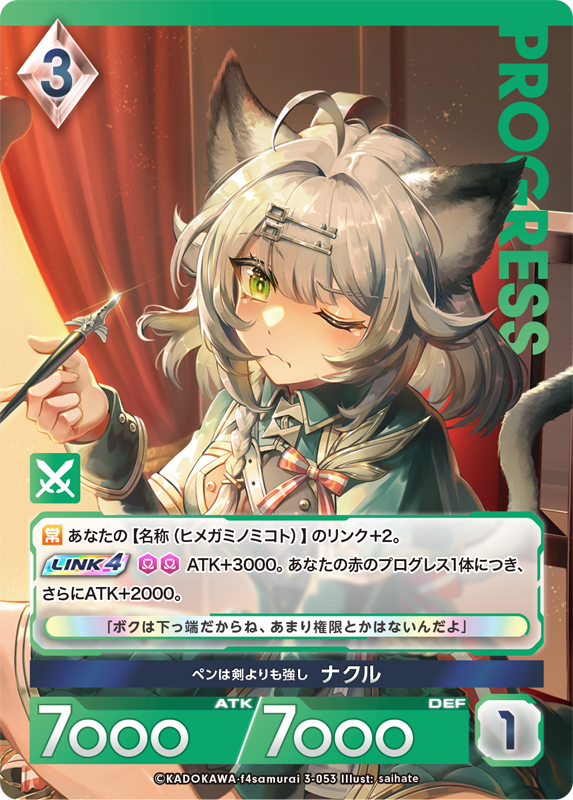 3
PROGRESS
常 あなたの【名称(ヒメガミノミコト)】のリンク+2。
LINK4 ATK+3000。あなたの赤のプログレス1体につき、
さらにATK+2000。
「ボクは下っ端だからね、あまり権限とかはないんだよ」
ペンは剣よりも強し ナクル
ATK DEF
7000 7000 1
©KADOKAWA・f4samurai 3-053 Illust: saihate